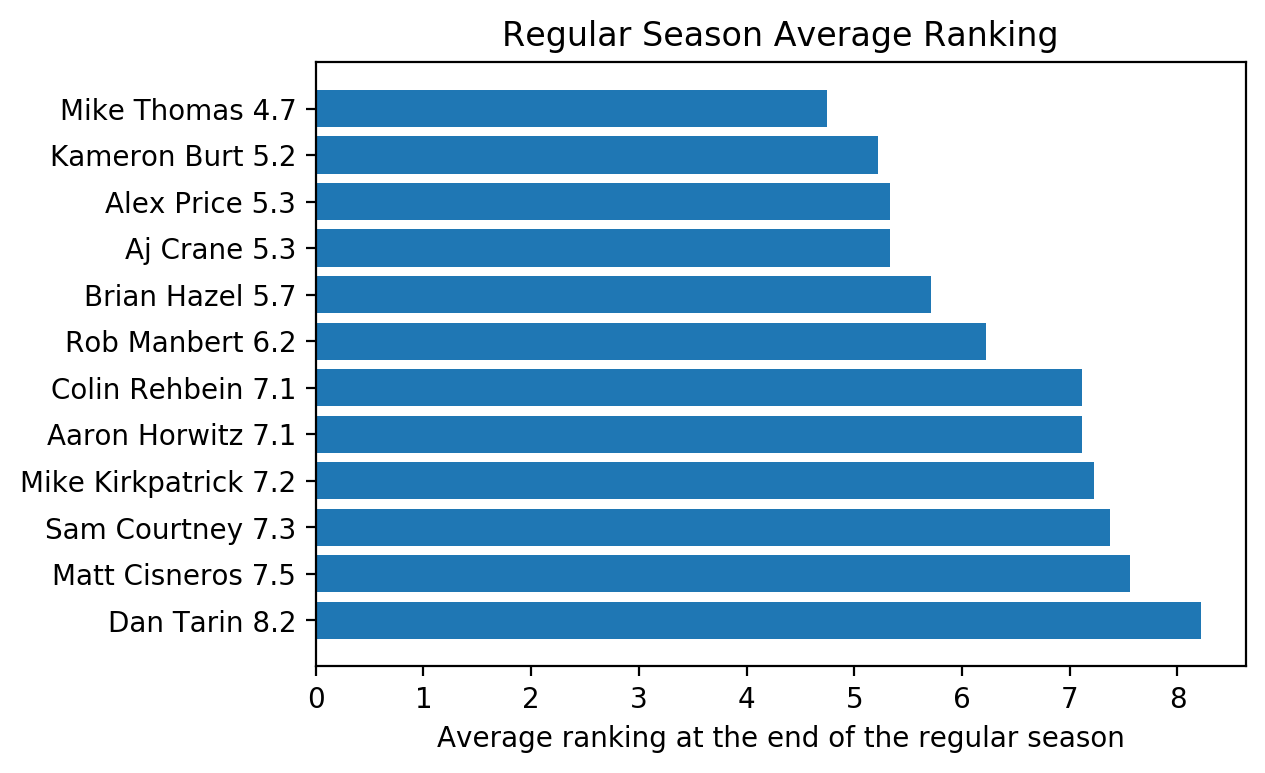 Regular Season Average Ranking
Mike Thomas 4.7
Kameron Burt 5.2
Alex Price 5.3
Aj Crane 5.3
Brian Hazel 5.7
Rob Manbert 6.2
Colin Rehbein 7.1
Aaron Horwitz 7.1
Mike Kirkpatrick 7.2
Sam Courtney 7.3
Matt Cisneros 7.5
Dan Tarin 8.2
0 1 2 3 4 5 6 7 8
Average ranking at the end of the regular season